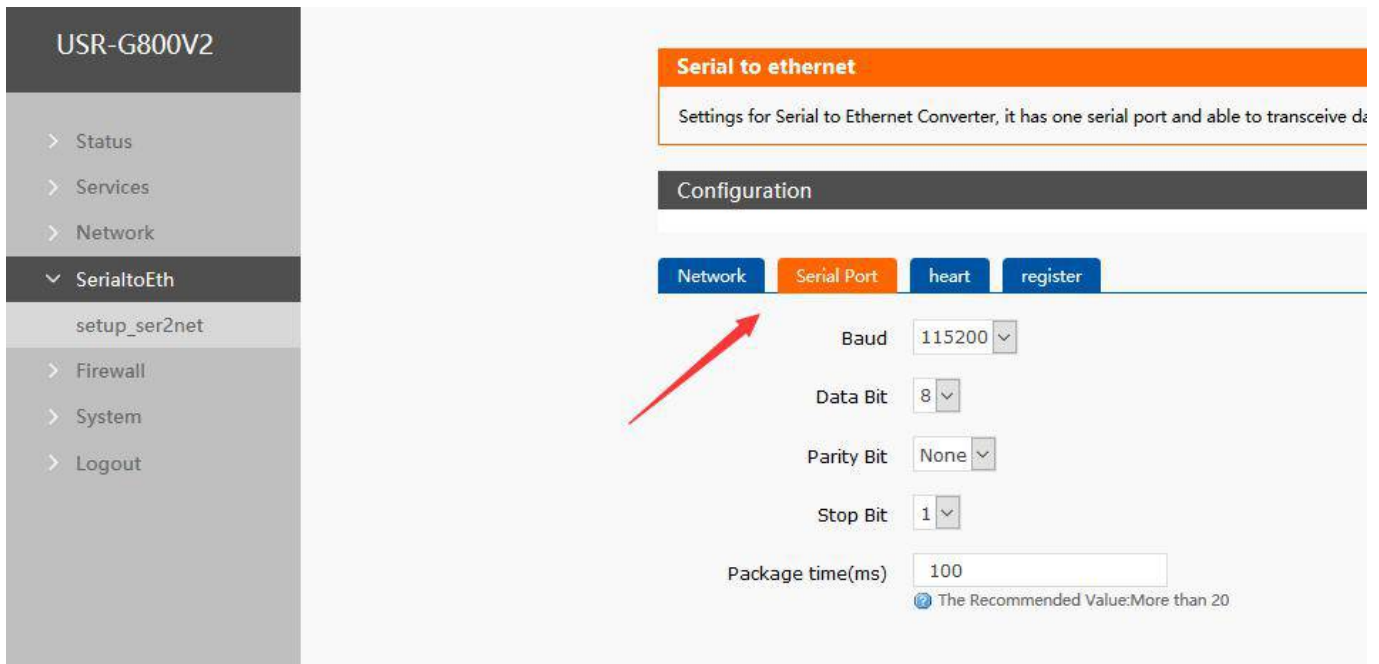 USR-G800V2
Status
Services
Network
SerialtoEth
setup_ser2net
Firewall
System
Logout
Serial to ethernet
Settings for Serial to Ethernet Converter, it has one serial port and able to transceive da
Configuration
Network Serial Port heart register
Baud 115200
Data Bit 8
Parity Bit None
Stop Bit 1
Package time(ms) 100
The Recommended Value:More than 20